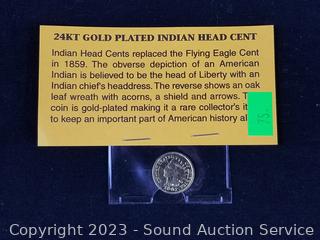 24KT GOLD PLATED INDIAN HEAD CENT
Indian Head Cents replaced the Flying Eagle Cent
in 1859. The obverse depiction of an American
Indian is believed to be the head of Liberty with an
Indian chief's headdress. The reverse shows an oak
leaf wreath with acorns, a shield and arrows. T
coin is gold-plated making it a rare collector's it
to keep an important part of American history al
75.
Copyright 2023 - Sound Auction Service